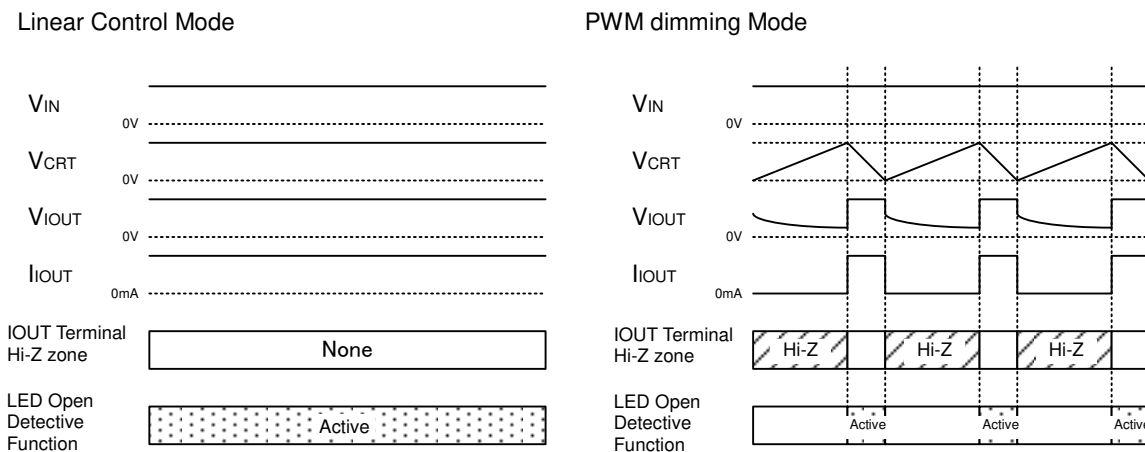 Linear Control Mode
VIN
0V
VCRT
0V
VIOUT
0V
IIOUT
0mA
IOUT Terminal
Hi-Z zone
None
LED Open
Detective
Function
Active
PWM dimming Mode
VIN
0V
VCRT
VIOUT
0V
IIOUT
0mA
IOUT Terminal
Hi-Z zone
Hi-Z
Hi-Z
Hi-Z
LED Open
Detective
Function
Active
Active
Active